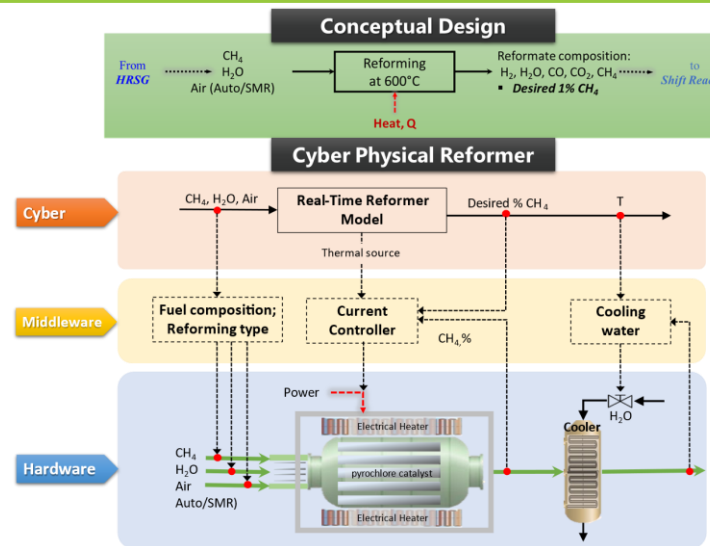 Conceptual Design
From
HRSG
CH₄
H₂O
Air (Auto/SMR)
Reforming
at 600°C
Heat, Q
Reformate composition:
H₂, H₂O, CO, CO₂, CH₄
▪ Desired 1% CH₄
to
Shift
Cyber Physical Reformer
Cyber
CH₄, H₂O, Air
Real-Time Reformer
Model
Desired % CH₄
T
Thermal source
Middleware
Fuel composition;
Reforming type
Current
Controller
CH₄,%
Cooling
water
Hardware
Power
Electrical Heater
pyrochlore catalyst
Electrical Heater
CH₄
H₂O
Air
Auto/SMR)
H₂O
Cooler